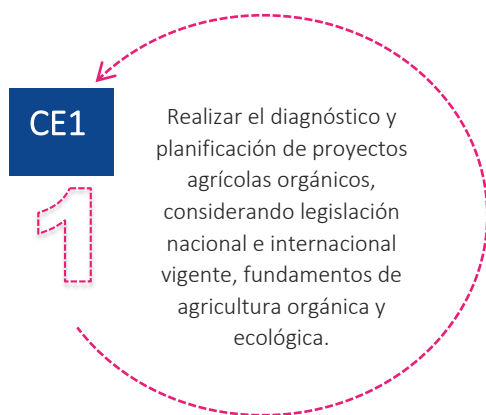 CE1
1
Realizar el diagnóstico y
planificación de proyectos
agrícolas orgánicos,
considerando legislación
nacional e internacional
vigente, fundamentos de
agricultura orgánica y
ecológica.